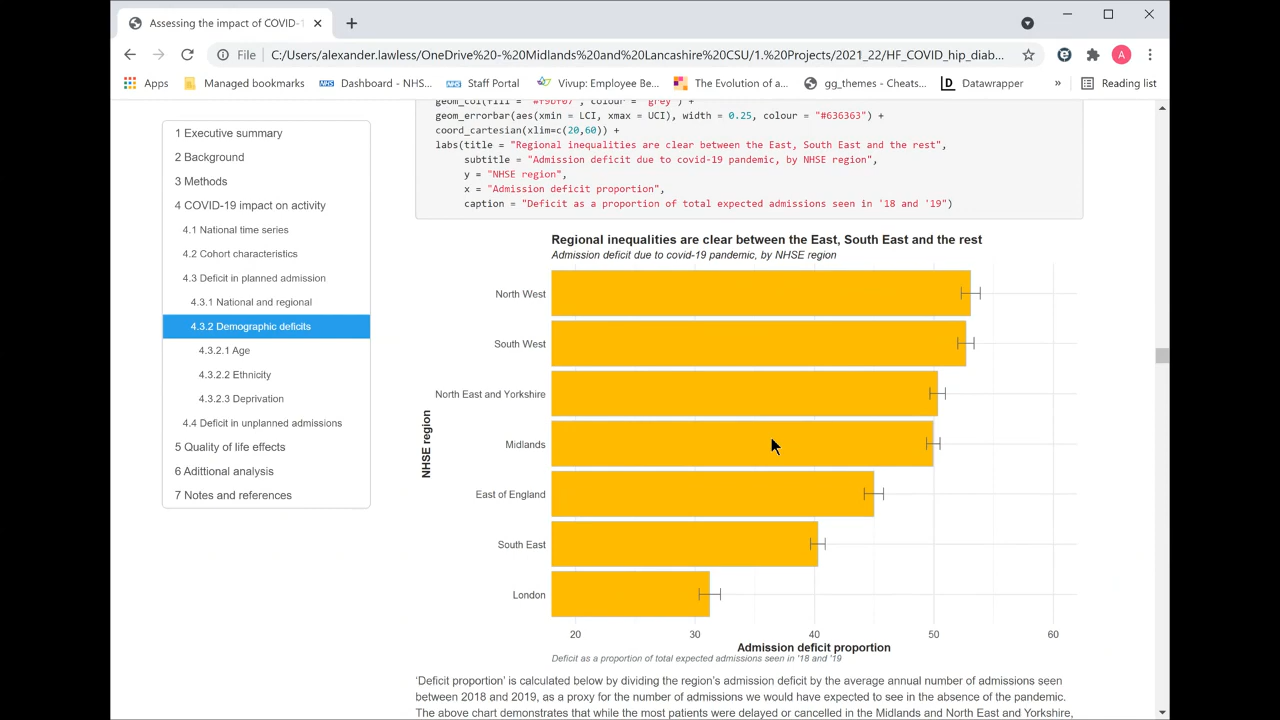 Assessing the impact of COVID-1
File C:/Users/alexander.lawless/OneDrive%20-%20Midlands%20and%20Lancashire%20CSU/1.%20Projects/2021_22/HF_COVID_hip_diab... A
Apps Managed bookmarks Dashboard - NHS... Staff Portal Vivup: Employee Be... The Evolution of a... gg_themes - Cheats... Datawrapper » Reading list
1 Executive summary
2 Background
3 Methods
4 COVID-19 impact on activity
4.1 National time series
4.2 Cohort characteristics
4.3 Deficit in planned admission
4.3.1 National and regional
4.3.2 Demographic deficits
4.3.2.1 Age
4.3.2.2 Ethnicity
4.3.2.3 Deprivation
4.4 Deficit in unplanned admissions
5 Quality of life effects
6 Adittional analysis
7 Notes and references
geom_col(fill = "#f9bf07", colour = "grey") +
geom_errorbar(aes(xmin = LCI, xmax = UCI), width = 0.25, colour = "#636363") +
coord_cartesian(xlim=c(20,60)) +
labs(title = "Regional inequalities are clear between the East, South East and the rest",
subtitle = "Admission deficit due to covid-19 pandemic, by NHSE region",
y = "NHSE region",
x = "Admission deficit proportion",
caption = "Deficit as a proportion of total expected admissions seen in '18 and '19")
Regional inequalities are clear between the East, South East and the rest
Admission deficit due to covid-19 pandemic, by NHSE region
NHSE region
North West
South West
North East and Yorkshire
Midlands
East of England
South East
London
20 30 40 50 60
Admission deficit proportion
Deficit as a proportion of total expected admissions seen in '18 and '19
'Deficit proportion' is calculated below by dividing the region's admission deficit by the average annual number of admissions seen
between 2018 and 2019, as a proxy for the number of admissions we would have expected to see in the absence of the pandemic.
The above chart demonstrates that while the most patients were delayed or cancelled in the Midlands and North East and Yorkshire,